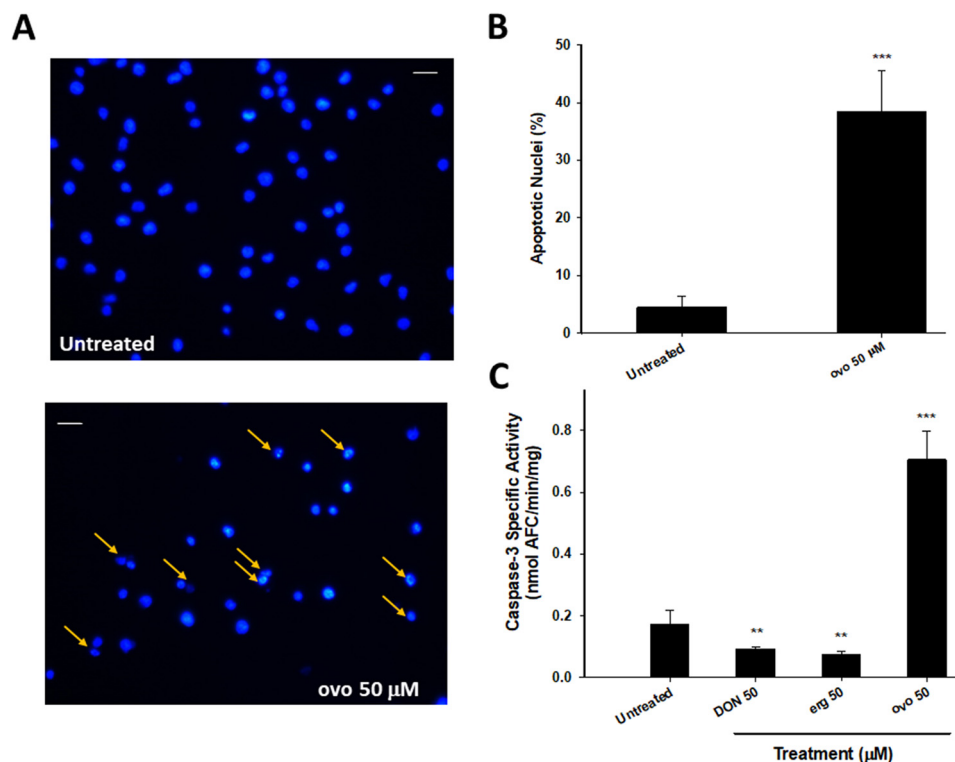 A
Untreated
ovo 50 µM
B
Apoptotic Nuclei (%)
50
40
30
20
10
0
***
Untreated
ovo 50 µM
C
Caspase-3 Specific Activity
(nmol AFC/min/mg)
0.8
0.6
0.4
0.2
0.0
**
**
***
Untreated
DON 50
erg 50
ovo 50
Treatment (µM)